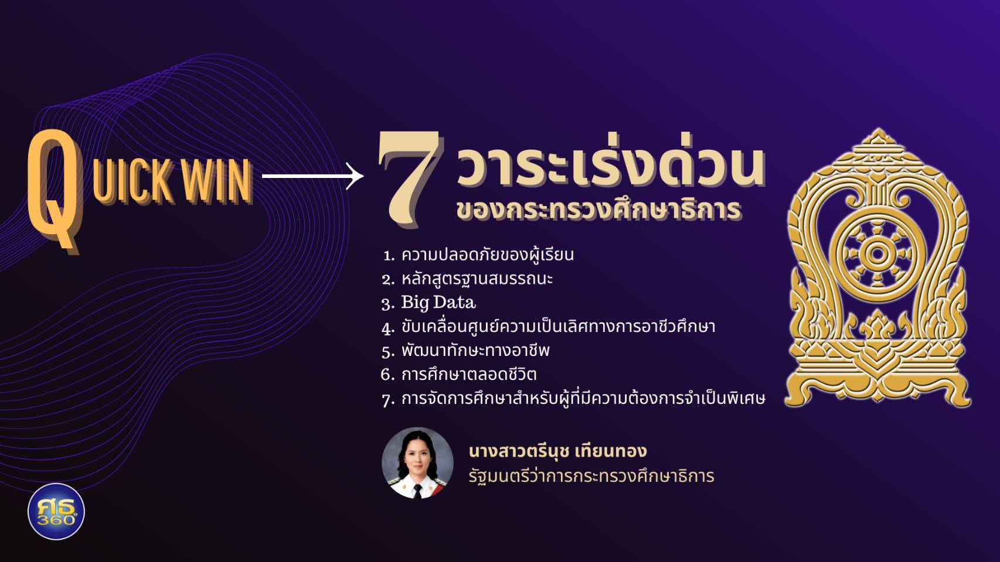 QUICK WIN
7 วาระเร่งด่วน
ของกระทรวงศึกษาธิการ
1. ความปลอดภัยของผู้เรียน
2. หลักสูตรฐานสมรรถนะ
3. Big Data
4. ขับเคลื่อนศูนย์ความเป็นเลิศทางการอาชีวศึกษา
5. พัฒนาทักษะทางอาชีพ
6. การศึกษาตลอดชีวิต
7. การจัดการศึกษาสำหรับผู้ที่มีความต้องการจำเป็นพิเศษ
นางสาวตรีนุช เทียนทอง
รัฐมนตรีว่าการกระทรวงศึกษาธิการ
ศธ.
360°